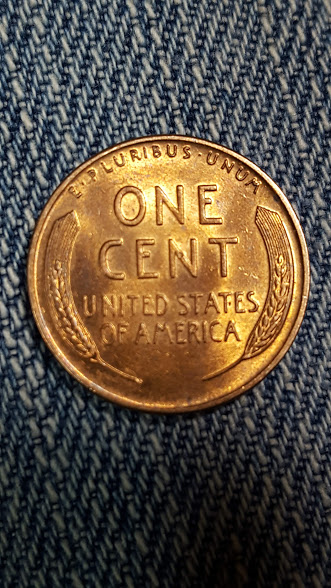 E·PLURIBUS·UNUM
ONE
CENT
UNITED STATES
OF AMERICA